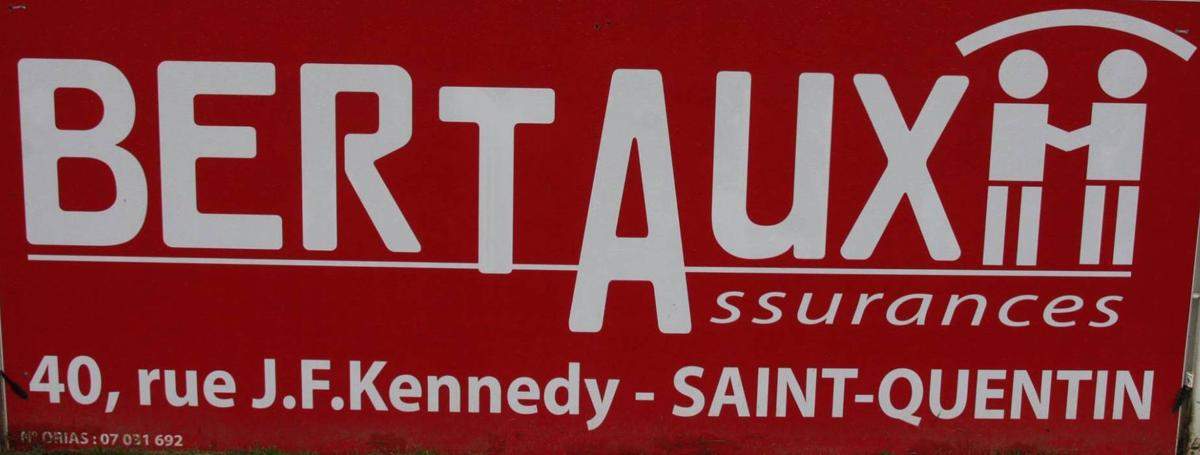 BERTAUX
Assurances
40, rue J.F.Kennedy - SAINT-QUENTIN
N° ORIAS : 07 031 692